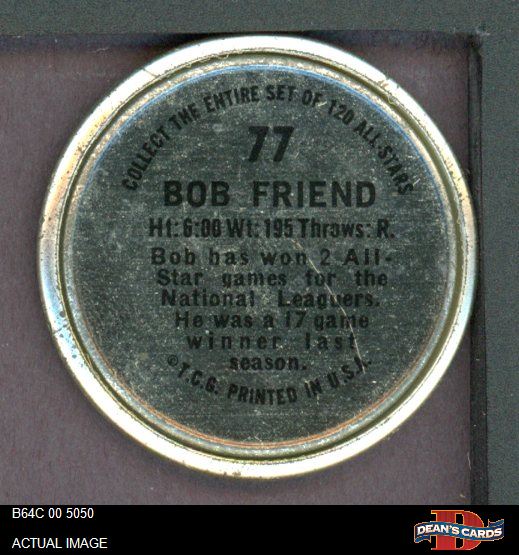 COLLECT THE ENTIRE SET OF 120 ALL-STARS
77
BOB FRIEND
Ht: 6:00 Wt: 195 Throws: R.
Bob has won 2 All-
Star games for the
National Leaguers.
He was a 17 game
winner last
season.
©T.C.G. PRINTED IN U.S.A.
B64C 00 5050
ACTUAL IMAGE
DEAN'S CARDS